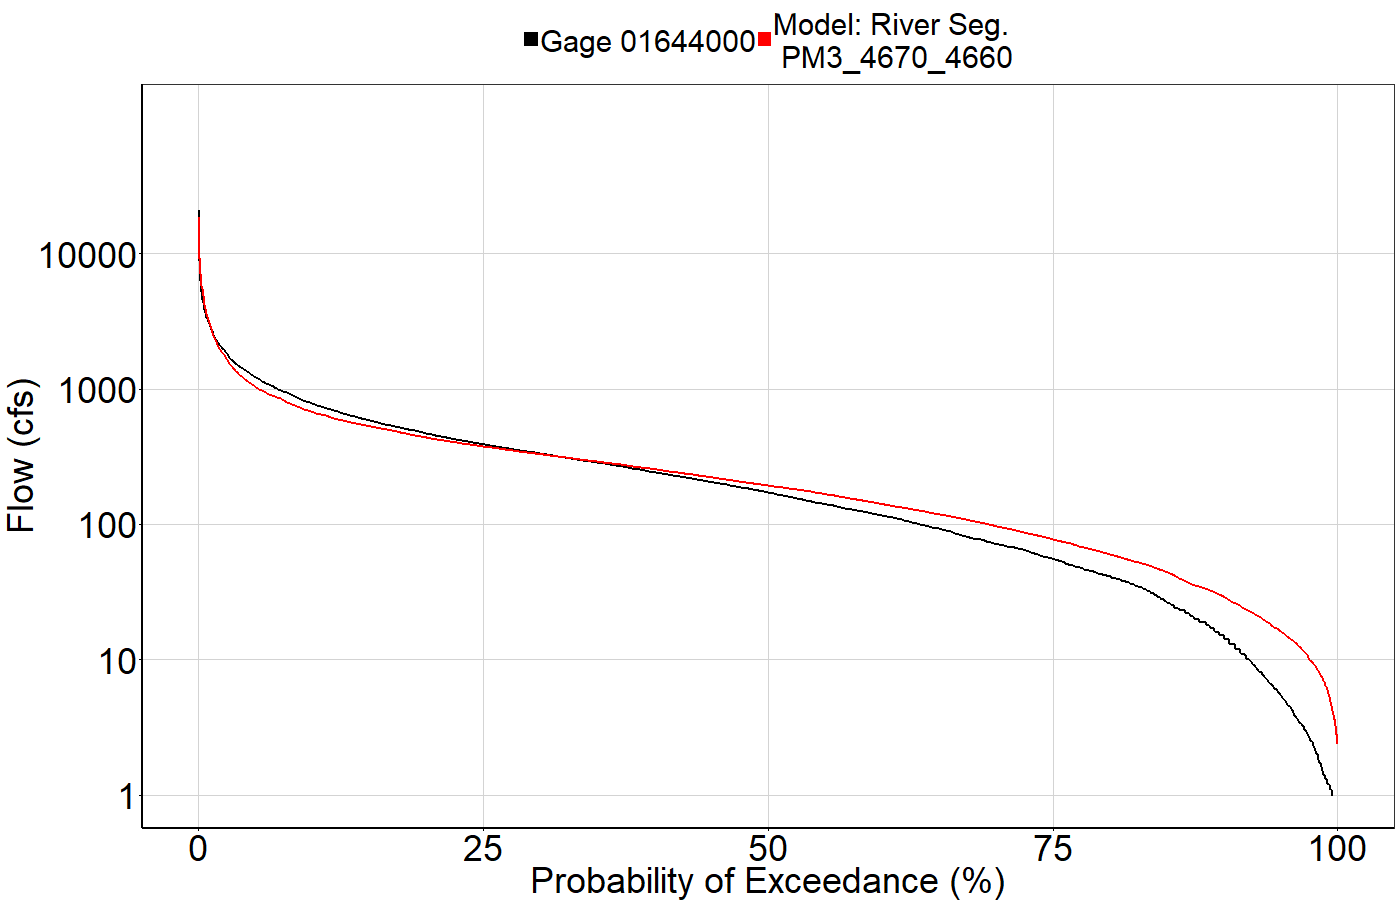 Gage 01644000
Model: River Seg.
PM3_4670_4660
Flow (cfs)
10000
1000
100
10
1
0 25 50 75 100
Probability of Exceedance (%)